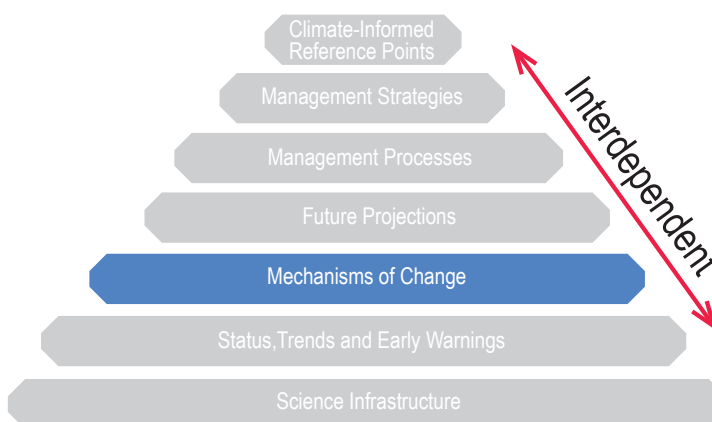 Climate-Informed
Reference Points
Management Strategies
Interdependent
Management Processes
Future Projections
Mechanisms of Change
Status,Trends and Early Warnings
Science Infrastructure